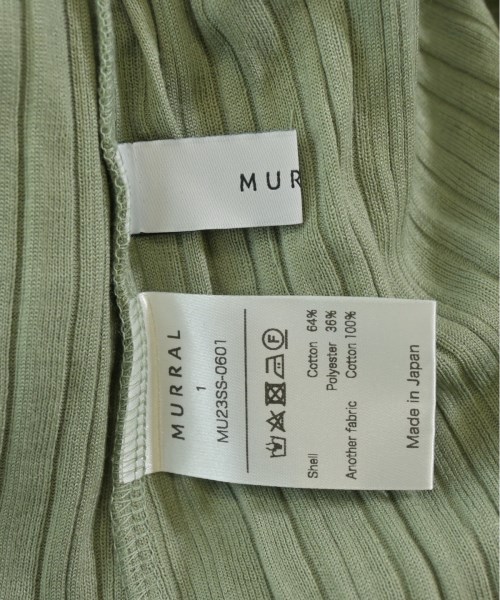 MUR
MURRAL
1
MU23SS-0601
Shell Cotton 64%
Polyester 36%
Another fabric Cotton 100%
Made in Japan